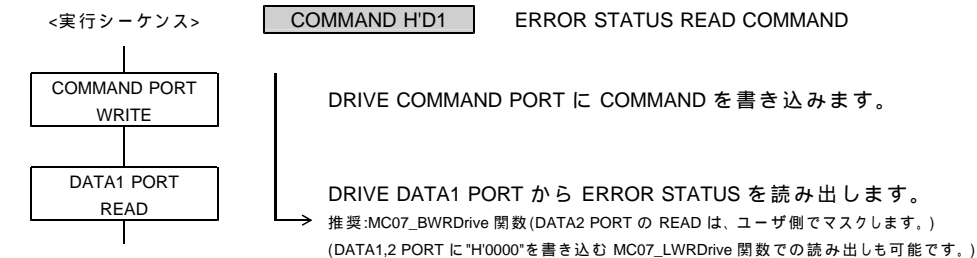 <実行シーケンス>
COMMAND H'D1
ERROR STATUS READ COMMAND
COMMAND PORT
WRITE
DRIVE COMMAND PORT に COMMAND を書き込みます。
DATA1 PORT
READ
DRIVE DATA1 PORT から ERROR STATUS を読み出します。
推奨:MC07_BWRDrive 関数(DATA2 PORT の READ は、ユーザ側でマスクします。)
(DATA1,2 PORT に"H'0000"を書き込む MC07_LWRDrive 関数での読み出しも可能です。)